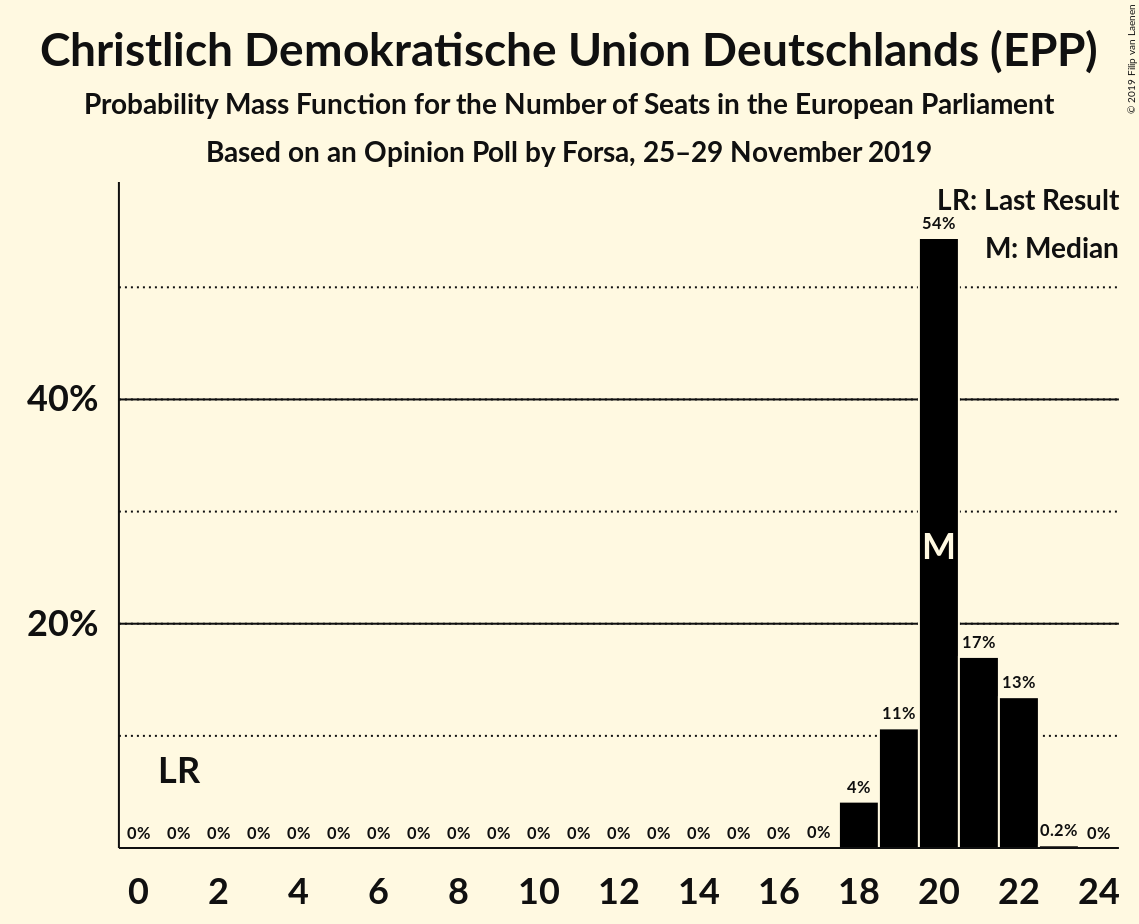 Christlich Demokratische Union Deutschlands (EPP)
Probability Mass Function for the Number of Seats in the European Parliament
Based on an Opinion Poll by Forsa, 25–29 November 2019
© 2019 Filip van Laenen
LR: Last Result
M: Median
54%
40%
M
20%
17%
13%
11%
LR
4%
0% 0% 0% 0% 0% 0% 0% 0% 0% 0% 0% 0% 0% 0% 0% 0% 0% 0% 0.2% 0%
0 2 4 6 8 10 12 14 16 18 20 22 24